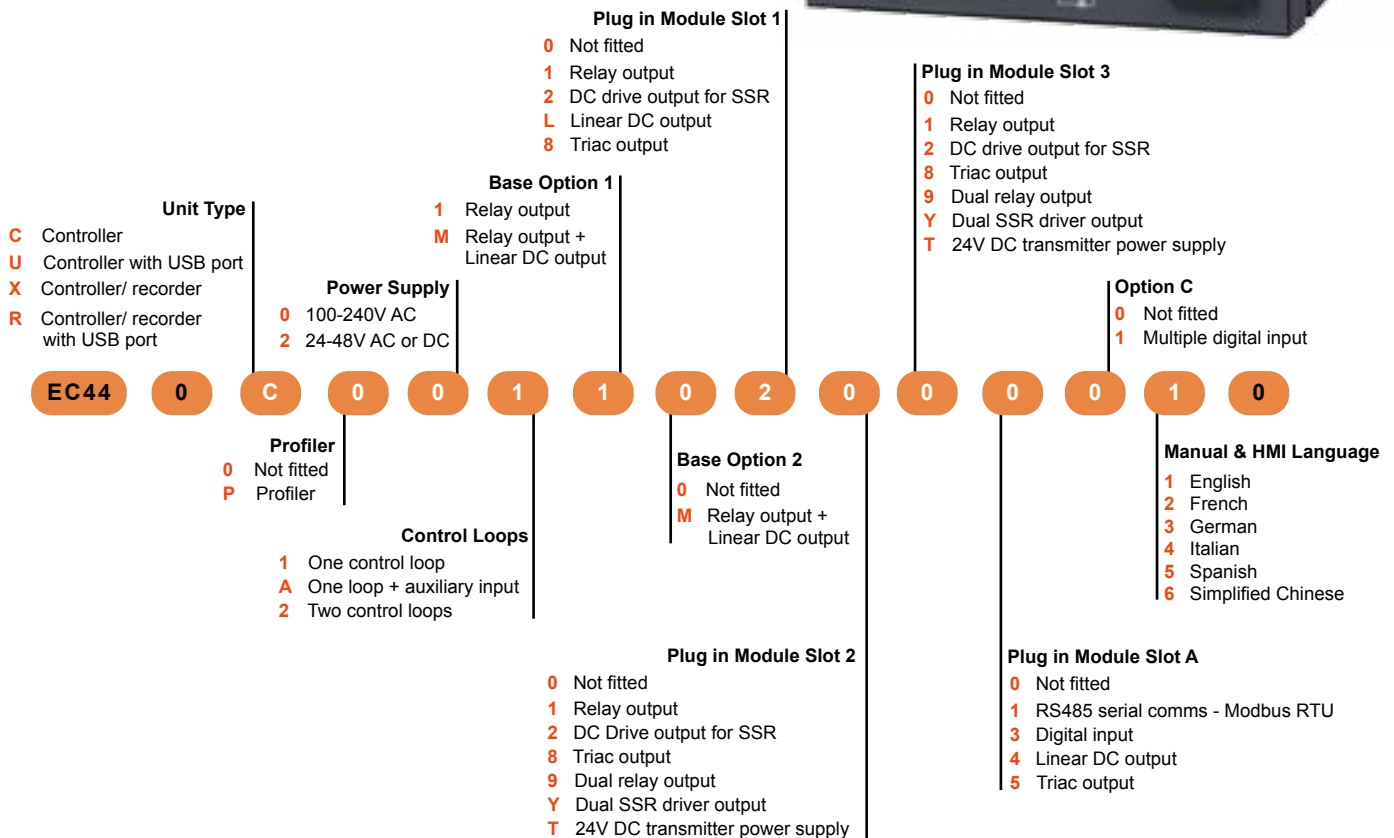 Plug in Module Slot 1
0 Not fitted
1 Relay output
2 DC drive output for SSR
L Linear DC output
8 Triac output
Plug in Module Slot 3
0 Not fitted
1 Relay output
2 DC drive output for SSR
8 Triac output
9 Dual relay output
Y Dual SSR driver output
T 24V DC transmitter power supply
Base Option 1
1 Relay output
M Relay output +
Linear DC output
Unit Type
C Controller
U Controller with USB port
X Controller/ recorder
R Controller/ recorder
with USB port
Power Supply
0 100-240V AC
2 24-48V AC or DC
Option C
0 Not fitted
1 Multiple digital input
EC44 0 C 0 0 1 1 0 2 0 0 0 0 1 0
Profiler
0 Not fitted
P Profiler
Control Loops
1 One control loop
A One loop + auxiliary input
2 Two control loops
Base Option 2
0 Not fitted
M Relay output +
Linear DC output
Manual & HMI Language
1 English
2 French
3 German
4 Italian
5 Spanish
6 Simplified Chinese
Plug in Module Slot 2
0 Not fitted
1 Relay output
2 DC Drive output for SSR
8 Triac output
9 Dual relay output
Y Dual SSR driver output
T 24V DC transmitter power supply
Plug in Module Slot A
0 Not fitted
1 RS485 serial comms - Modbus RTU
3 Digital input
4 Linear DC output
5 Triac output